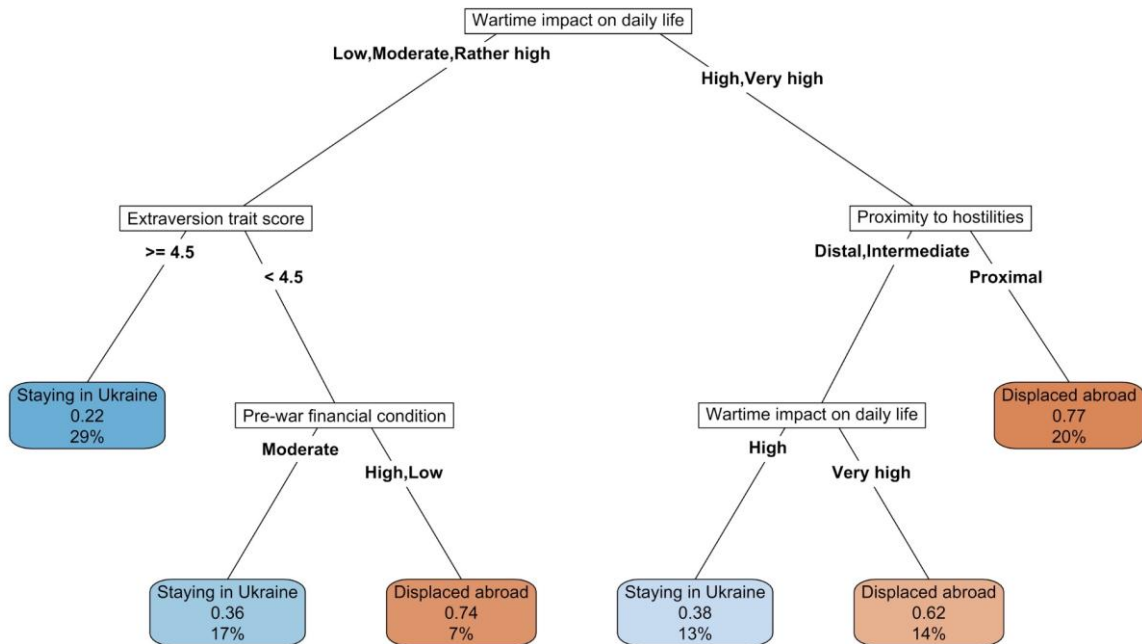 Wartime impact on daily life
Low,Moderate,Rather high
High,Very high
Extraversion trait score
Proximity to hostilities
>= 4.5
< 4.5
Distal,Intermediate
Proximal
Staying in Ukraine
0.22
29%
Pre-war financial condition
Wartime impact on daily life
Displaced abroad
0.77
20%
Moderate
High,Low
High
Very high
Staying in Ukraine
0.36
17%
Displaced abroad
0.74
7%
Staying in Ukraine
0.38
13%
Displaced abroad
0.62
14%